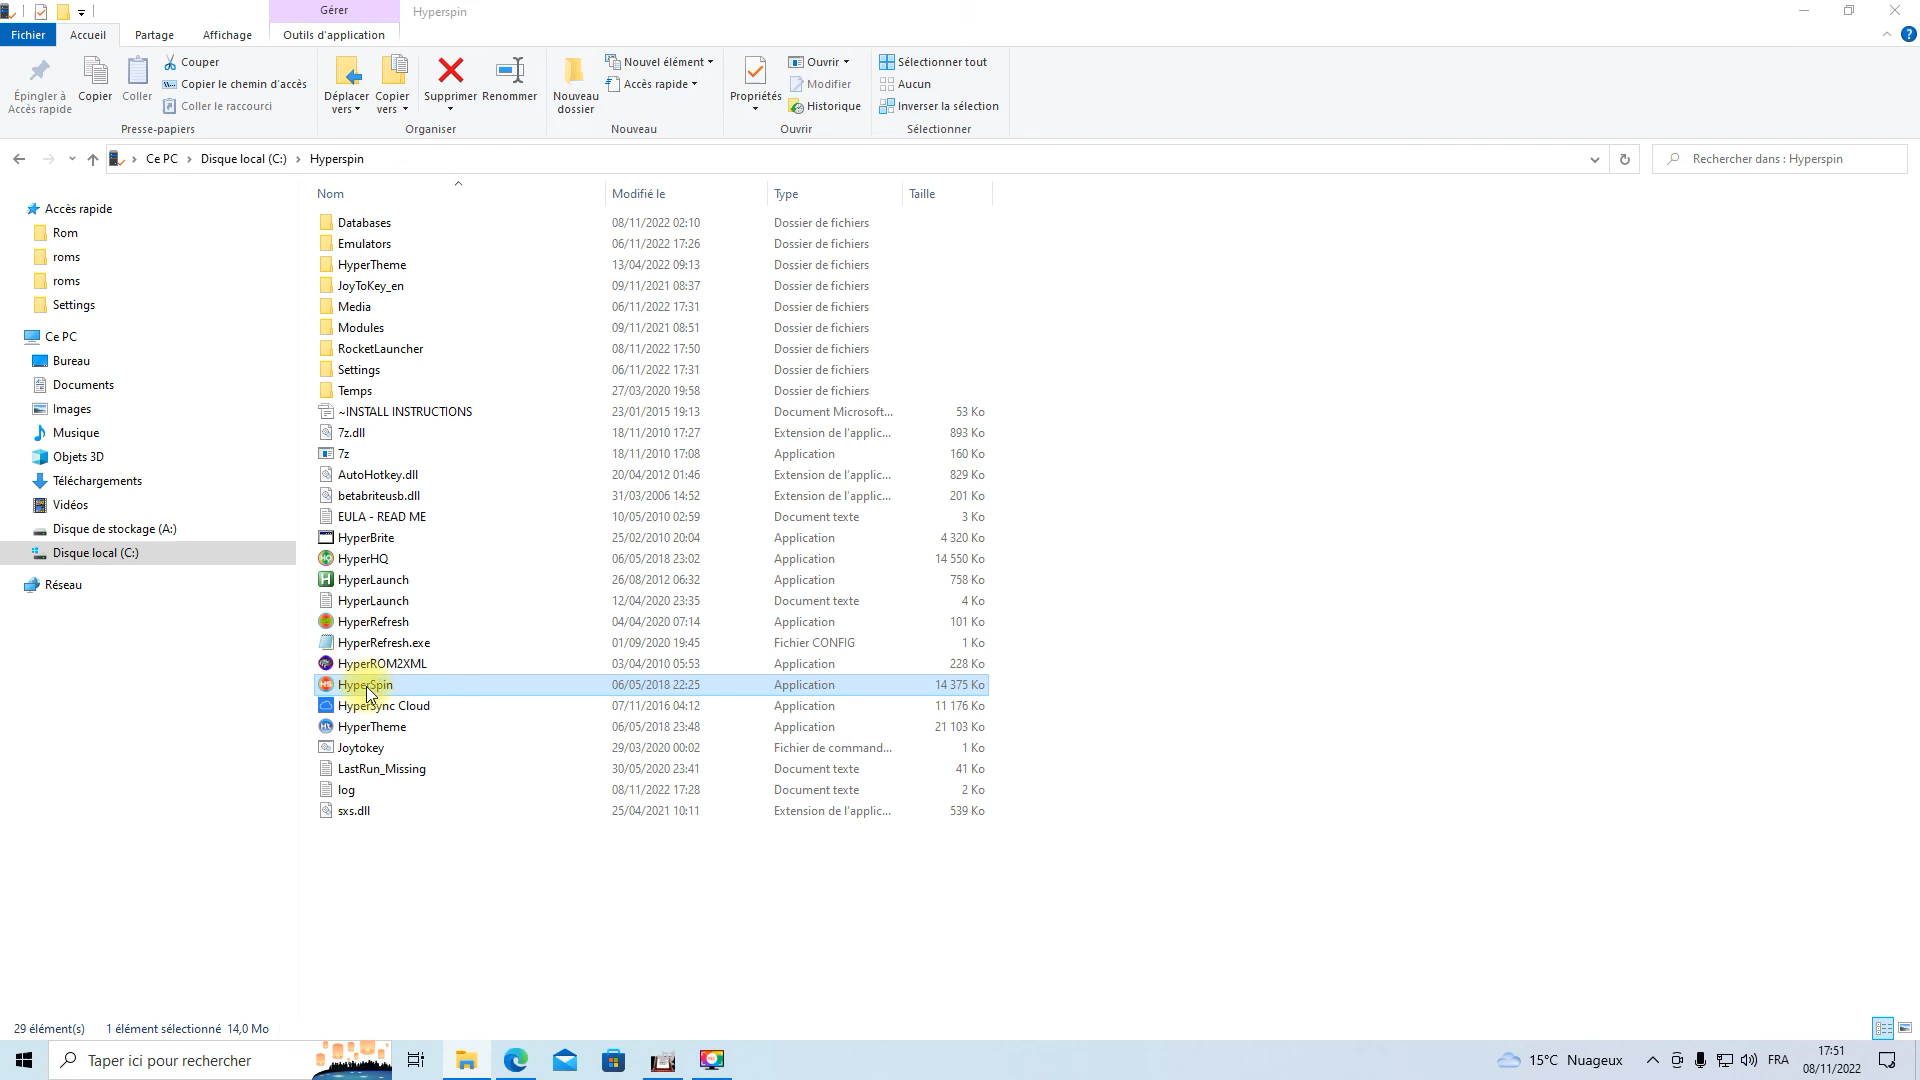 Gérer
Hyperspin
Fichier
Accueil
Partage
Affichage
Outils d'application
Épingler à
Accès rapide
Copier
Coller
Couper
Copier le chemin d'accès
Coller le raccourci
Presse-papiers
Déplacer
vers
Copier
vers
Supprimer
Renommer
Organiser
Nouveau
dossier
Nouvel élément
Accès rapide
Nouveau
Propriétés
Ouvrir
Modifier
Historique
Ouvrir
Sélectionner tout
Aucun
Inverser la sélection
Sélectionner
Ce PC > Disque local (C:) > Hyperspin
Rechercher dans : Hyperspin
Accès rapide
Rom
roms
roms
Settings
Ce PC
Bureau
Documents
Images
Musique
Objets 3D
Téléchargements
Vidéos
Disque de stockage (A:)
Disque local (C:)
Réseau
Nom Modifié le Type Taille
Databases 08/11/2022 02:10 Dossier de fichiers
Emulators 06/11/2022 17:26 Dossier de fichiers
HyperTheme 13/04/2022 09:13 Dossier de fichiers
JoyToKey_en 09/11/2021 08:37 Dossier de fichiers
Media 06/11/2022 17:31 Dossier de fichiers
Modules 09/11/2021 08:51 Dossier de fichiers
RocketLauncher 08/11/2022 17:50 Dossier de fichiers
Settings 06/11/2022 17:31 Dossier de fichiers
Temps 27/03/2020 19:58 Dossier de fichiers
~INSTALL INSTRUCTIONS 23/01/2015 19:13 Document Microsoft... 53 Ko
7z.dll 18/11/2010 17:27 Extension de l'applic... 893 Ko
7z 18/11/2010 17:08 Application 160 Ko
AutoHotkey.dll 20/04/2012 01:46 Extension de l'applic... 829 Ko
betabriteusb.dll 31/03/2006 14:52 Extension de l'applic... 201 Ko
EULA - READ ME 10/05/2010 02:59 Document texte 3 Ko
HyperBrite 25/02/2010 20:04 Application 4 320 Ko
HyperHQ 06/05/2018 23:02 Application 14 550 Ko
HyperLaunch 26/08/2012 06:32 Application 758 Ko
HyperLaunch 12/04/2020 23:35 Document texte 4 Ko
HyperRefresh 04/04/2020 07:14 Application 101 Ko
HyperRefresh.exe 01/09/2020 19:45 Fichier CONFIG 1 Ko
HyperROM2XML 03/04/2010 05:53 Application 228 Ko
HyperSpin 06/05/2018 22:25 Application 14 375 Ko
HyperSync Cloud 07/11/2016 04:12 Application 11 176 Ko
HyperTheme 06/05/2018 23:48 Application 21 103 Ko
Joytokey 29/03/2020 00:02 Fichier de command... 1 Ko
LastRun_Missing 30/05/2020 23:41 Document texte 41 Ko
log 08/11/2022 17:28 Document texte 2 Ko
sxs.dll 25/04/2021 10:11 Extension de l'applic... 539 Ko
29 élément(s) 1 élément sélectionné 14,0 Mo
Taper ici pour rechercher
15°C Nuageux
FRA
17:51
08/11/2022